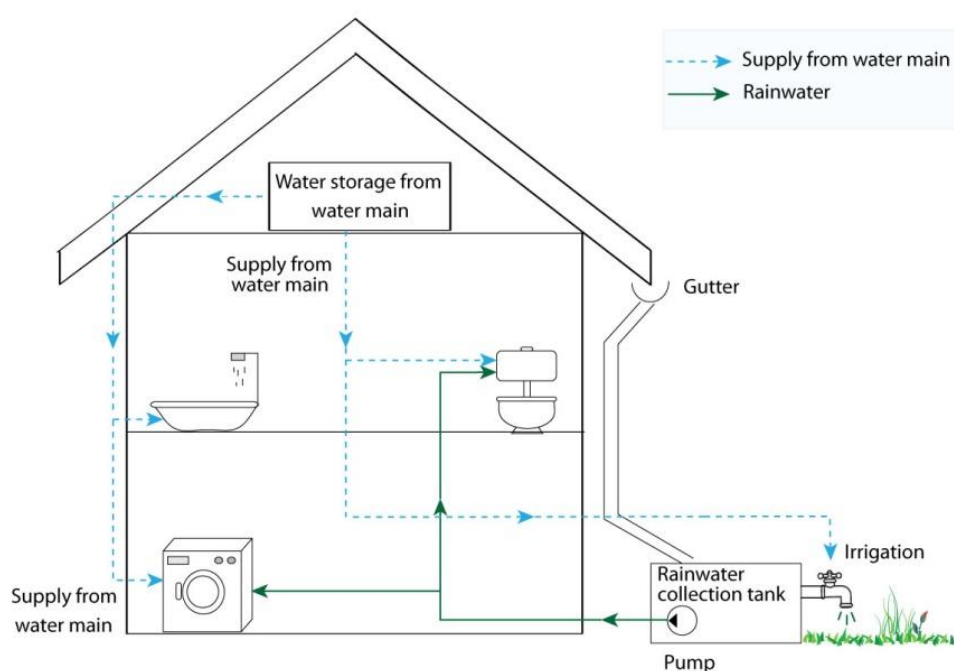 Supply from water main
Rainwater
Water storage from
water main
Supply from
water main
Gutter
Irrigation
Rainwater
collection tank
Supply from
water main
Pump